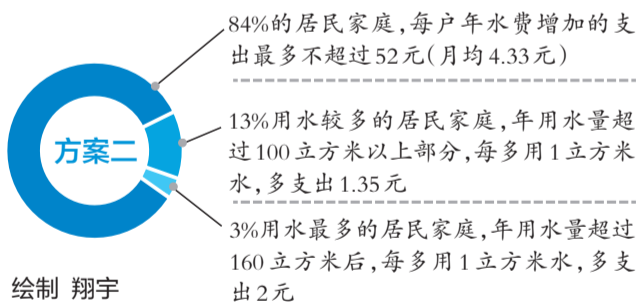 84%的居民家庭,每户年水费增加的支
出最多不超过52元(月均4.33元)
方案二
13%用水较多的居民家庭,年用水量超
过100立方米以上部分,每多用1立方米
水,多支出1.35元
3%用水最多的居民家庭,年用水量超过
160立方米后,每多用1立方米水,多支
出2元
绘制 翔宇